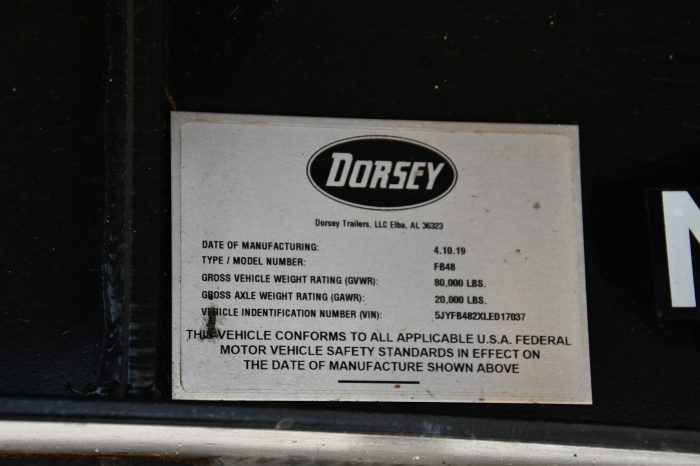 DORSEY
Dorsey Trailers, LLC Elba, AL 36323
DATE OF MANUFACTURING: 4.10.19
TYPE / MODEL NUMBER: FB48
GROSS VEHICLE WEIGHT RATING (GVWR): 80,000 LBS.
GROSS AXLE WEIGHT RATING (GAWR): 20,000 LBS.
VEHICLE INDENTIFICATION NUMBER (VIN): 5JYFB482XLED17037
THIS VEHICLE CONFORMS TO ALL APPLICABLE U.S.A. FEDERAL
MOTOR VEHICLE SAFETY STANDARDS IN EFFECT ON
THE DATE OF MANUFACTURE SHOWN ABOVE